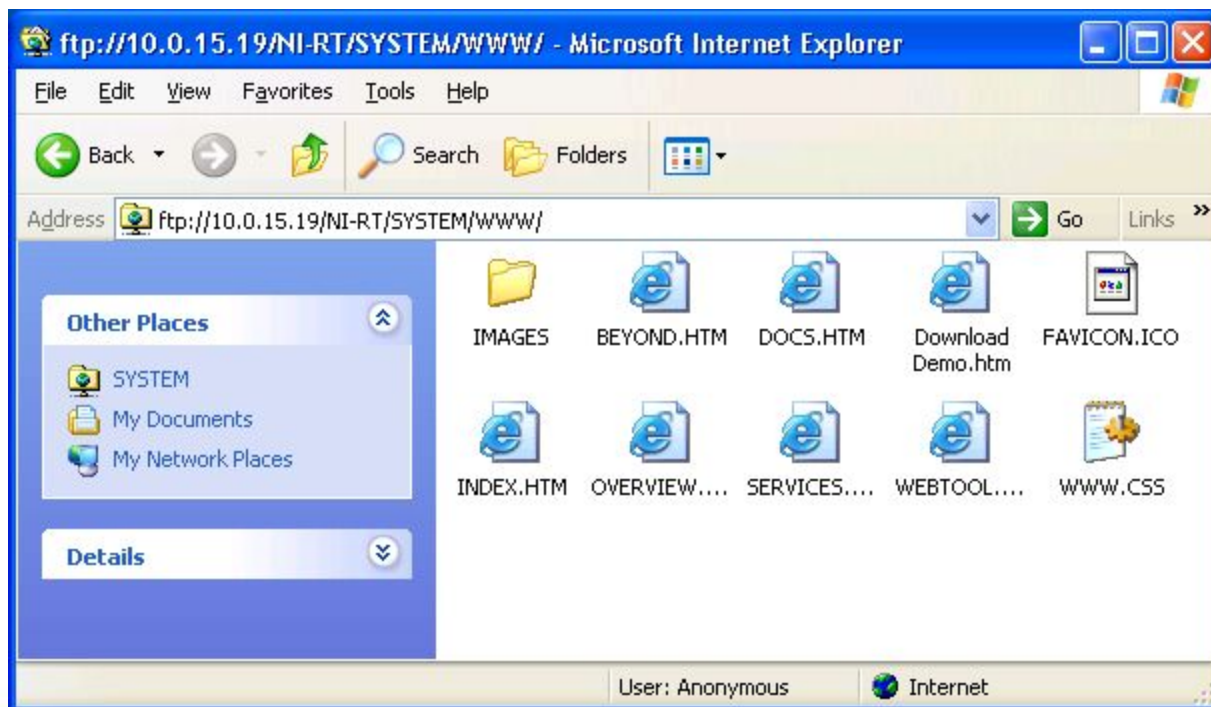 ftp://10.0.15.19/NI-RT/SYSTEM/WWW/ - Microsoft Internet Explorer
File Edit View Favorites Tools Help
Back Search Folders
Address ftp://10.0.15.19/NI-RT/SYSTEM/WWW/ Go Links »
Other Places
SYSTEM
My Documents
My Network Places
Details
IMAGES BEYOND.HTM DOCS.HTM Download FAVICON.ICO
Demo.htm
INDEX.HTM OVERVIEW.... SERVICES.... WEBTOOL.... WWW.CSS
User: Anonymous Internet